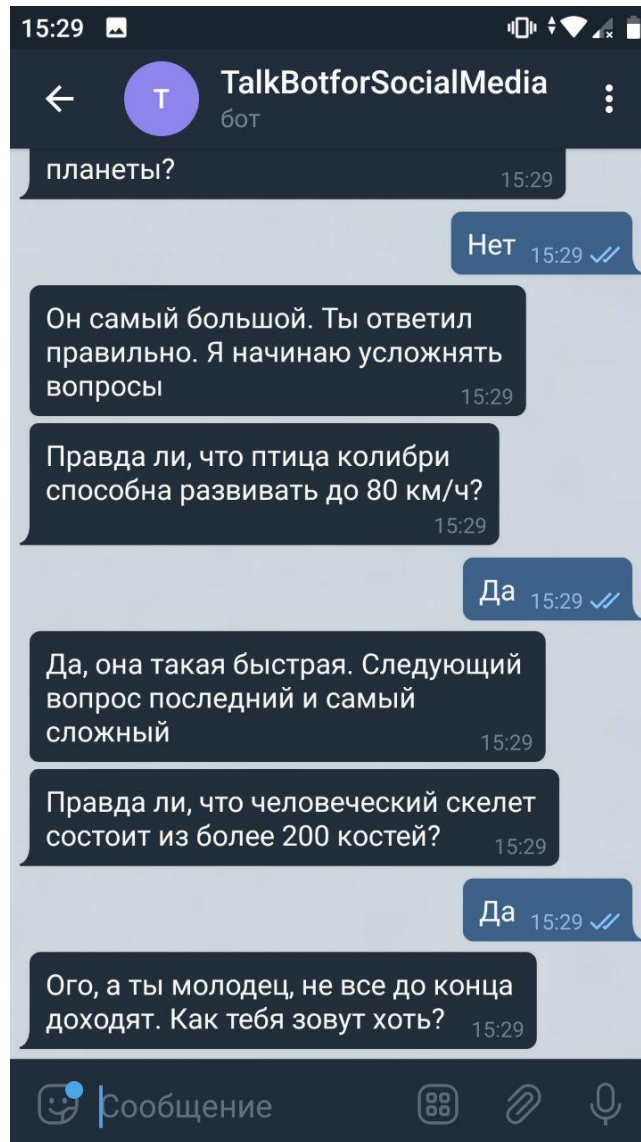 15:29
TalkBotforSocialMedia
бот
планеты?
15:29
Нет 15:29
Он самый большой. Ты ответил
правильно. Я начинаю усложнять
вопросы 15:29
Правда ли, что птица колибри
способна развивать до 80 км/ч?
15:29
Да 15:29
Да, она такая быстрая. Следующий
вопрос последний и самый
сложный 15:29
Правда ли, что человеческий скелет
состоит из более 200 костей? 15:29
Да 15:29
Ого, а ты молодец, не все до конца
доходят. Как тебя зовут хоть? 15:29
Сообщение